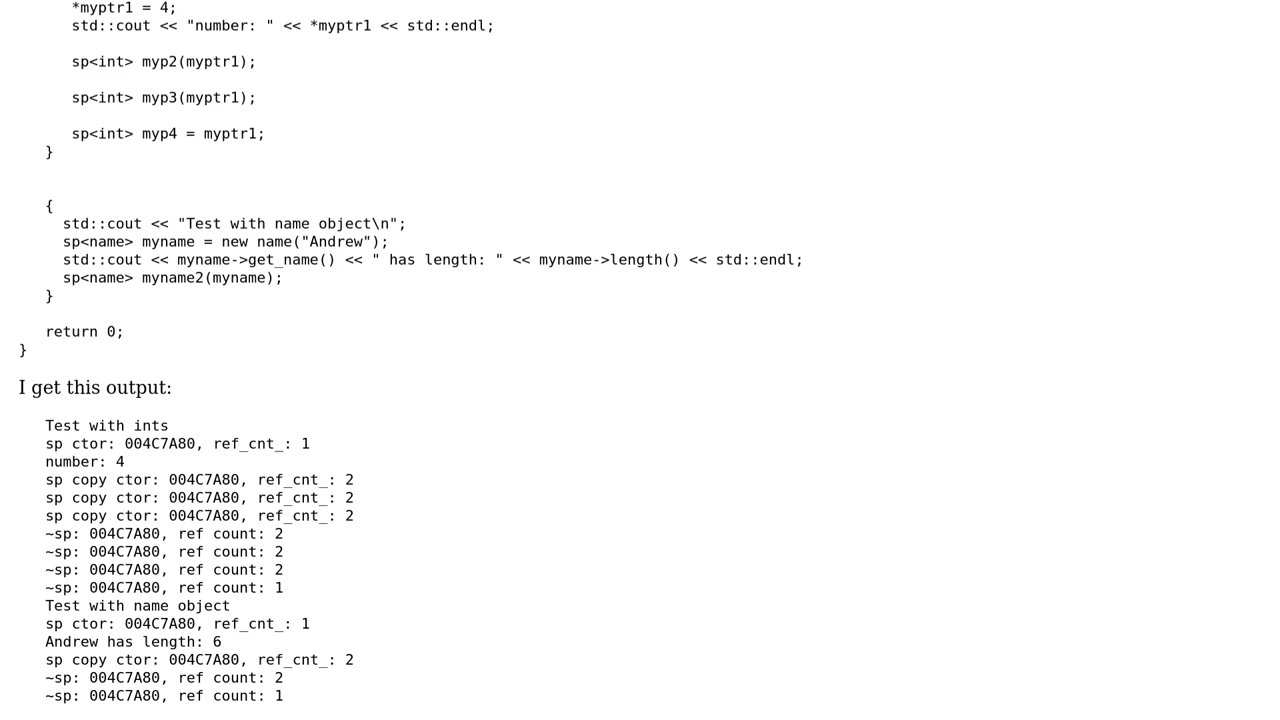 *myptr1 = 4;
std::cout << "number: " << *myptr1 << std::endl;
sp<int> myp2(myptr1);
sp<int> myp3(myptr1);
sp<int> myp4 = myptr1;
}
{
std::cout << "Test with name object\n";
sp<name> myname = new name("Andrew");
std::cout << myname->get_name() << " has length: " << myname->length() << std::endl;
sp<name> myname2(myname);
}
return 0;
}
I get this output:
Test with ints
sp ctor: 004C7A80, ref_cnt_: 1
number: 4
sp copy ctor: 004C7A80, ref_cnt_: 2
sp copy ctor: 004C7A80, ref_cnt_: 2
sp copy ctor: 004C7A80, ref_cnt_: 2
~sp: 004C7A80, ref count: 2
~sp: 004C7A80, ref count: 2
~sp: 004C7A80, ref count: 2
~sp: 004C7A80, ref count: 1
Test with name object
sp ctor: 004C7A80, ref_cnt_: 1
Andrew has length: 6
sp copy ctor: 004C7A80, ref_cnt_: 2
~sp: 004C7A80, ref count: 2
~sp: 004C7A80, ref count: 1